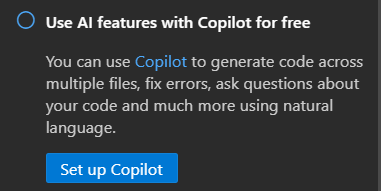 Use AI features with Copilot for free
You can use Copilot to generate code across
multiple files, fix errors, ask questions about
your code and much more using natural
language.
Set up Copilot